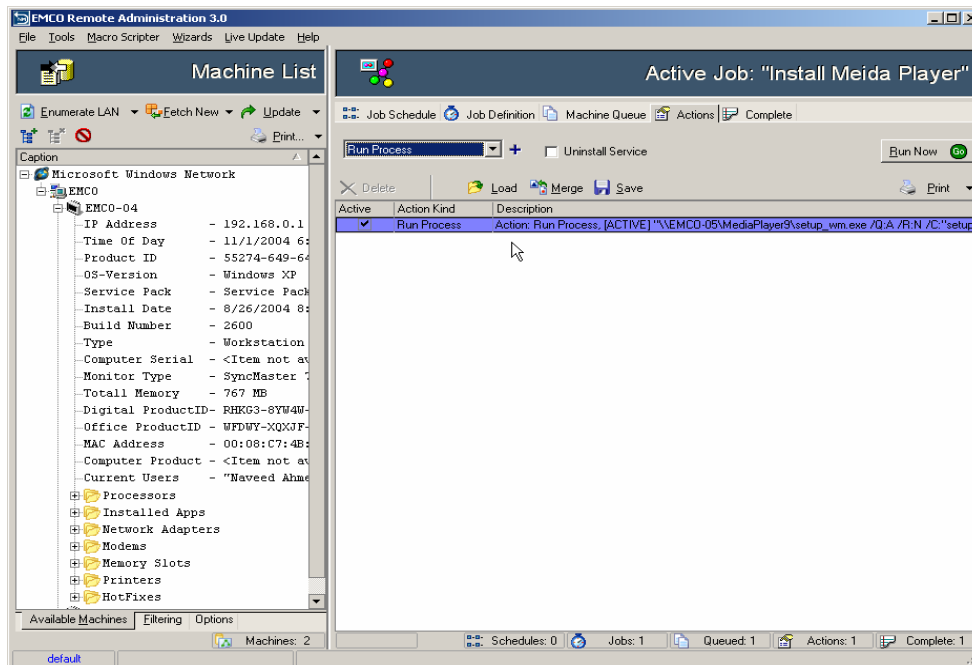 EMCO Remote Administration 3.0
File Tools Macro Scripter Wizards Live Update Help
Machine List
Active Job: "Install Meida Player"
Enumerate LAN Fetch New Update
Print...
Job Schedule Job Definition Machine Queue Actions Complete
Run Process Uninstall Service Run Now Go
Delete Load Merge Save Print
Caption
Active Action Kind Description
Run Process Action: Run Process, [ACTIVE] "\\EMCO-05\MediaPlayer9\setup_wm.exe /Q:A /R:N /C:"setup
Microsoft Windows Network
EMCO
EMCO-04
IP Address - 192.168.0.1
Time Of Day - 11/1/2004 6:
Product ID - 55274-649-64
OS-Version - Windows XP
Service Pack - Service Pack
Install Date - 8/26/2004 8:
Build Number - 2600
Type - Workstation
Computer Serial - <Item not av
Monitor Type - SyncMaster 7
Totall Memory - 767 MB
Digital ProductID- RHKG3-8YW4W-
Office ProductID - WFDWY-XQXJF-
MAC Address - 00:08:C7:4B:
Computer Product - <Item not av
Current Users - "Naveed Ahme
Processors
Installed Apps
Network Adapters
Modems
Memory Slots
Printers
HotFixes
Available Machines Filtering Options
Machines: 2
Schedules: 0 Jobs: 1 Queued: 1 Actions: 1 Complete: 1
default